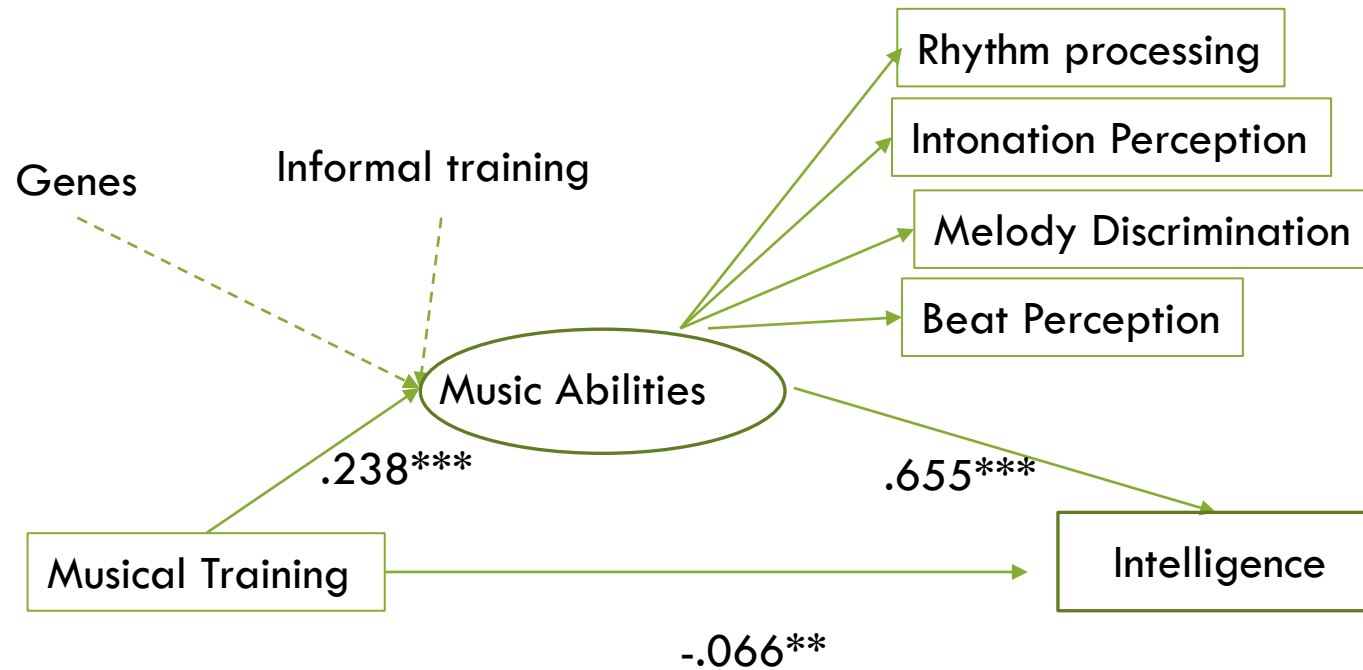 Rhythm processing
Genes
Informal training
Intonation Perception
Melody Discrimination
Beat Perception
Music Abilities
.238***
.655***
Musical Training
Intelligence
-.066**